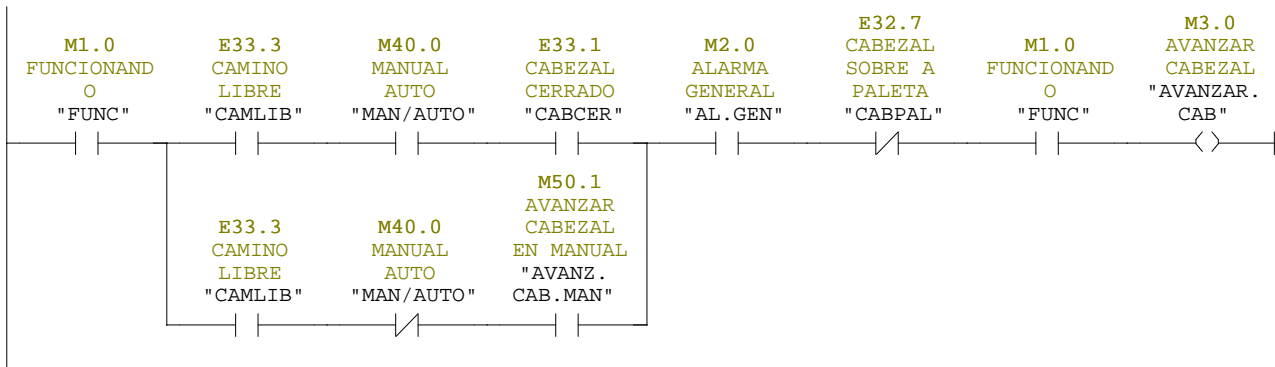 M1.0
FUNCIONAND
O
"FUNC"
E33.3
CAMINO
LIBRE
"CAMLIB"
M40.0
MANUAL
AUTO
"MAN/AUTO"
E33.1
CABEZAL
CERRADO
"CABCER"
M2.0
ALARMA
GENERAL
"AL.GEN"
E32.7
CABEZAL
SOBRE A
PALETA
"CABPAL"
M1.0
FUNCIONAND
O
"FUNC"
M3.0
AVANZAR
CABEZAL
"AVANZAR.
CAB"
E33.3
CAMINO
LIBRE
"CAMLIB"
M40.0
MANUAL
AUTO
"MAN/AUTO"
M50.1
AVANZAR
CABEZAL
EN MANUAL
"AVANZ.
CAB.MAN"